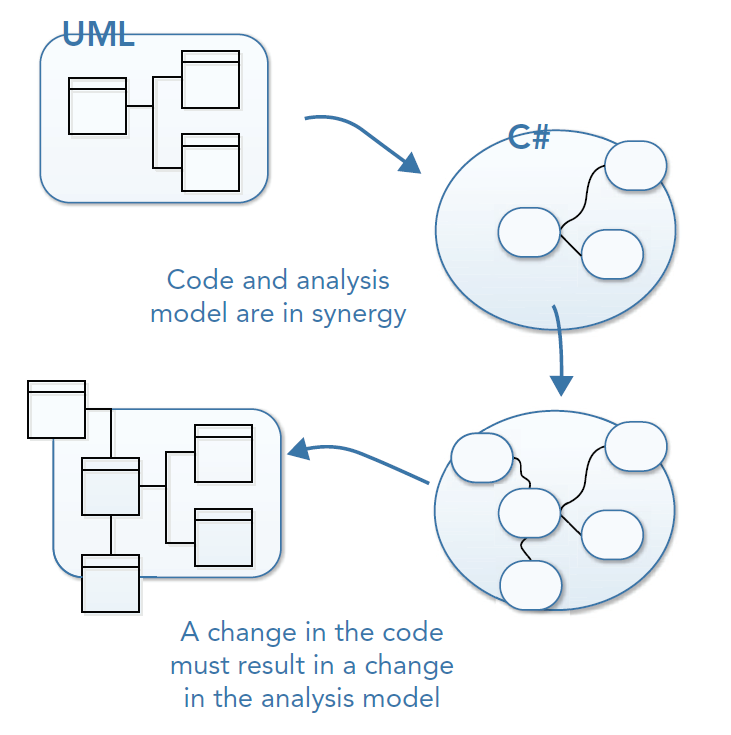 UML
C#
Code and analysis
model are in synergy
A change in the code
must result in a change
in the analysis model